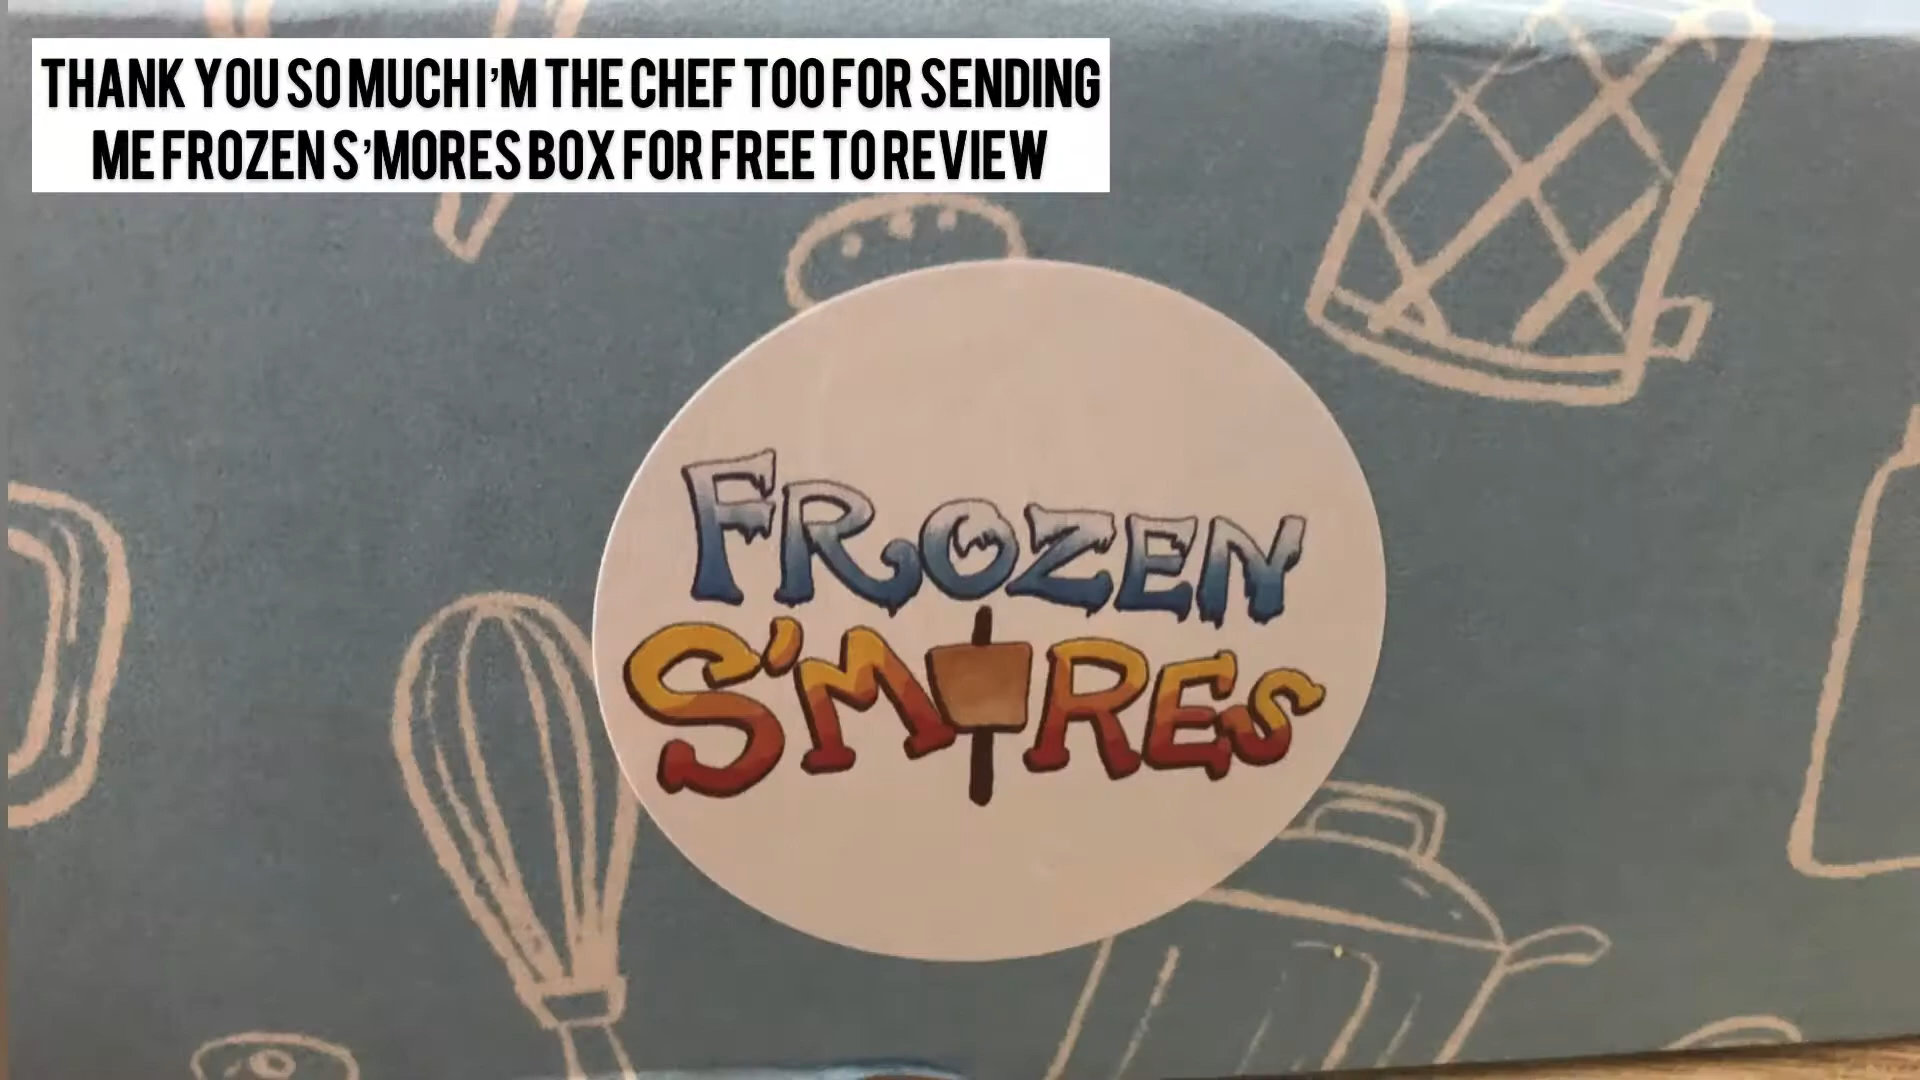 THANK YOU SO MUCH I'M THE CHEF TOO FOR SENDING
ME FROZEN S'MORES BOX FOR FREE TO REVIEW
FROZEN
S'MORES